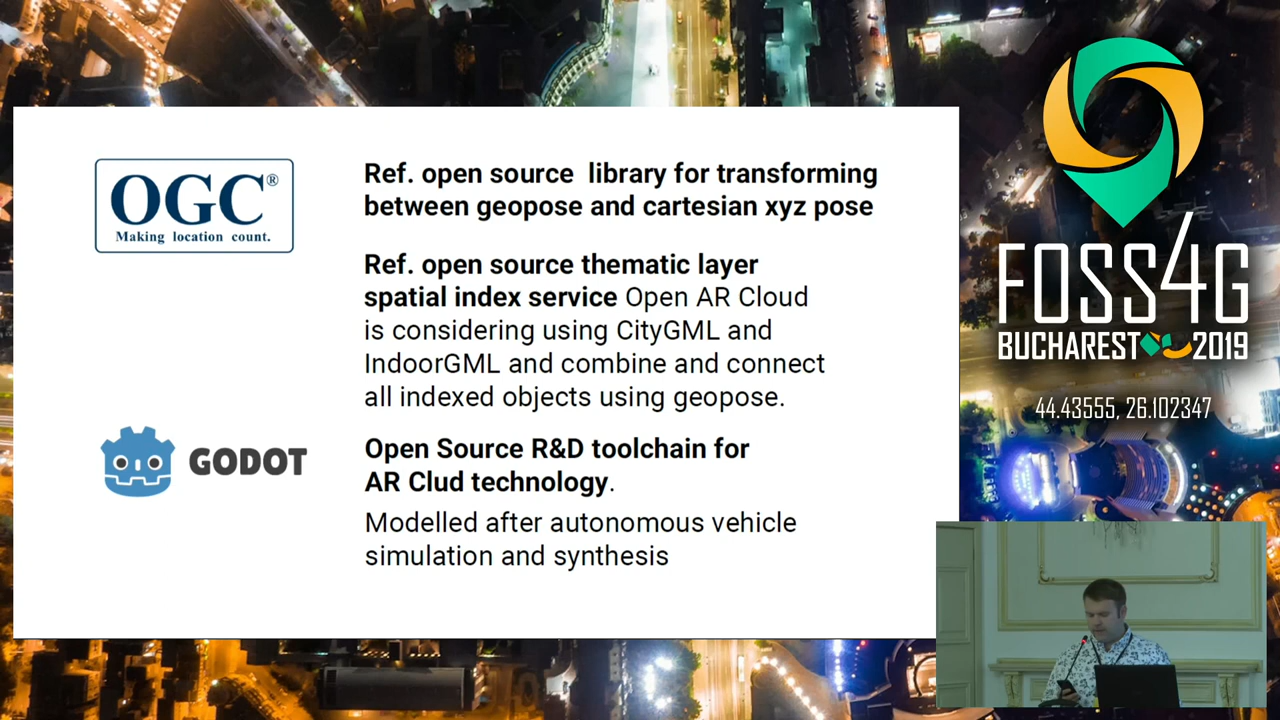 OGC®
Making location count.
Ref. open source library for transforming
between geopose and cartesian xyz pose
Ref. open source thematic layer
spatial index service Open AR Cloud
is considering using CityGML and
IndoorGML and combine and connect
all indexed objects using geopose.
GODOT
Open Source R&D toolchain for
AR Clud technology.
Modelled after autonomous vehicle
simulation and synthesis
FOSS4G
BUCHAREST 2019
44.43555, 26.102347